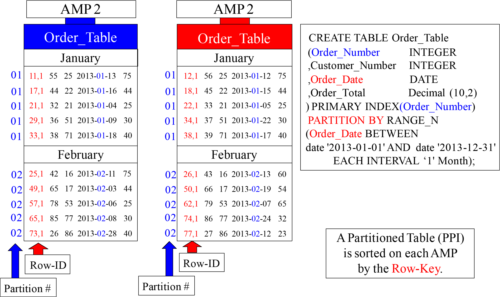 AMP 2
Order_Table
January
01 11,1 55 25 2013-01-13 75
01 17,1 44 22 2013-01-16 44
01 21,1 32 21 2013-01-04 25
01 29,1 36 51 2013-01-09 30
01 33,1 38 71 2013-01-18 40
February
02 25,1 42 16 2013-02-11 75
02 49,1 65 17 2013-02-03 44
02 57,1 78 53 2013-02-05 25
02 65,1 85 77 2013-02-08 30
02 73,1 26 86 2013-02-28 40
Row-ID
Partition #
AMP 2
Order_Table
January
01 12,1 56 25 2013-01-12 75
01 18,1 45 22 2013-01-15 44
01 22,1 33 21 2013-01-05 25
01 34,1 37 51 2013-01-22 30
01 38,1 39 71 2013-01-17 40
February
02 26,1 43 16 2013-02-13 60
02 50,1 66 17 2013-02-19 54
02 62,1 79 53 2013-02-07 65
02 74,1 86 77 2013-02-24 32
02 77,1 27 86 2013-02-12 23
Row-ID
Partition #
CREATE TABLE Order_Table
(Order_Number INTEGER
,Customer_Number INTEGER
,Order_Date DATE
,Order_Total Decimal (10,2)
) PRIMARY INDEX(Order_Number)
PARTITION BY RANGE_N
(Order_Date BETWEEN
date '2013-01-01' AND date '2013-12-31'
EACH INTERVAL ‘1’ Month);
A Partitioned Table (PPI)
is sorted on each AMP
by the Row-Key.